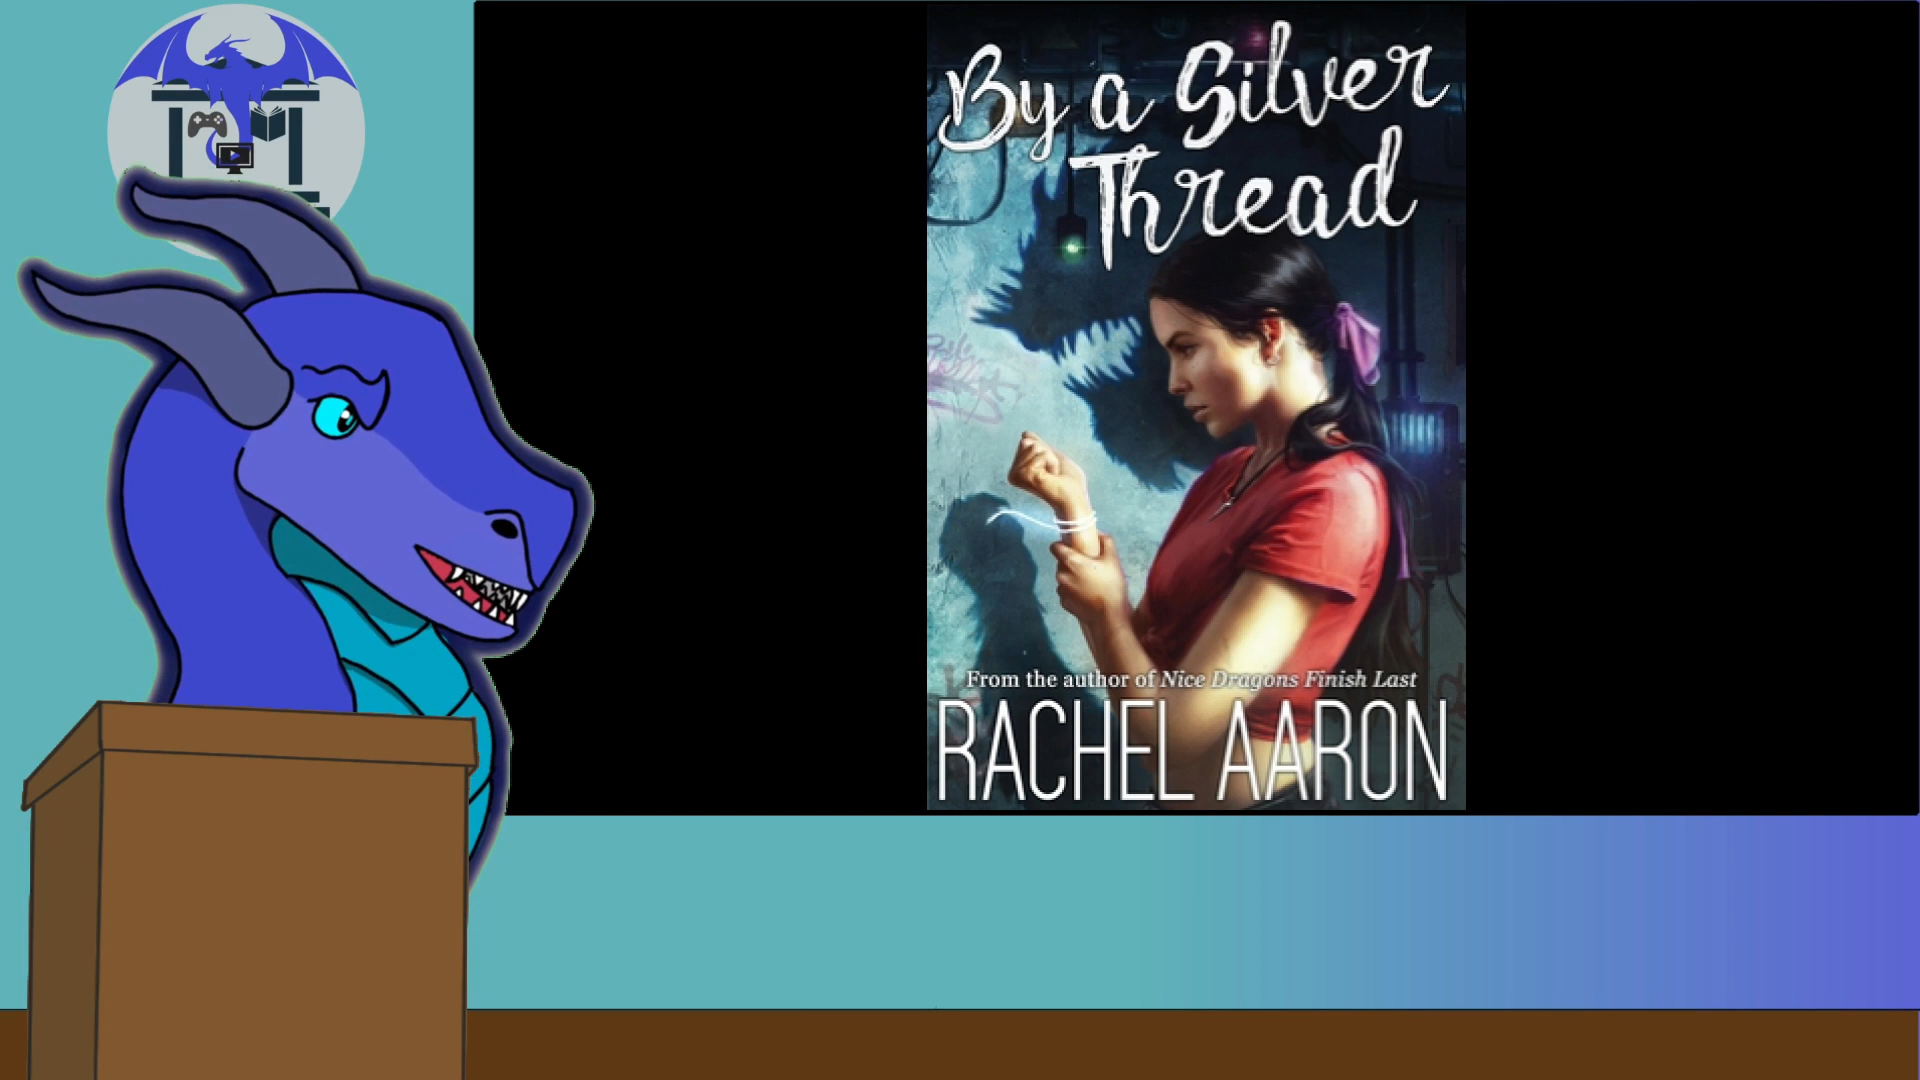 By a Silver
Thread
From the author of Nice Dragons Finish Last
RACHEL AARON